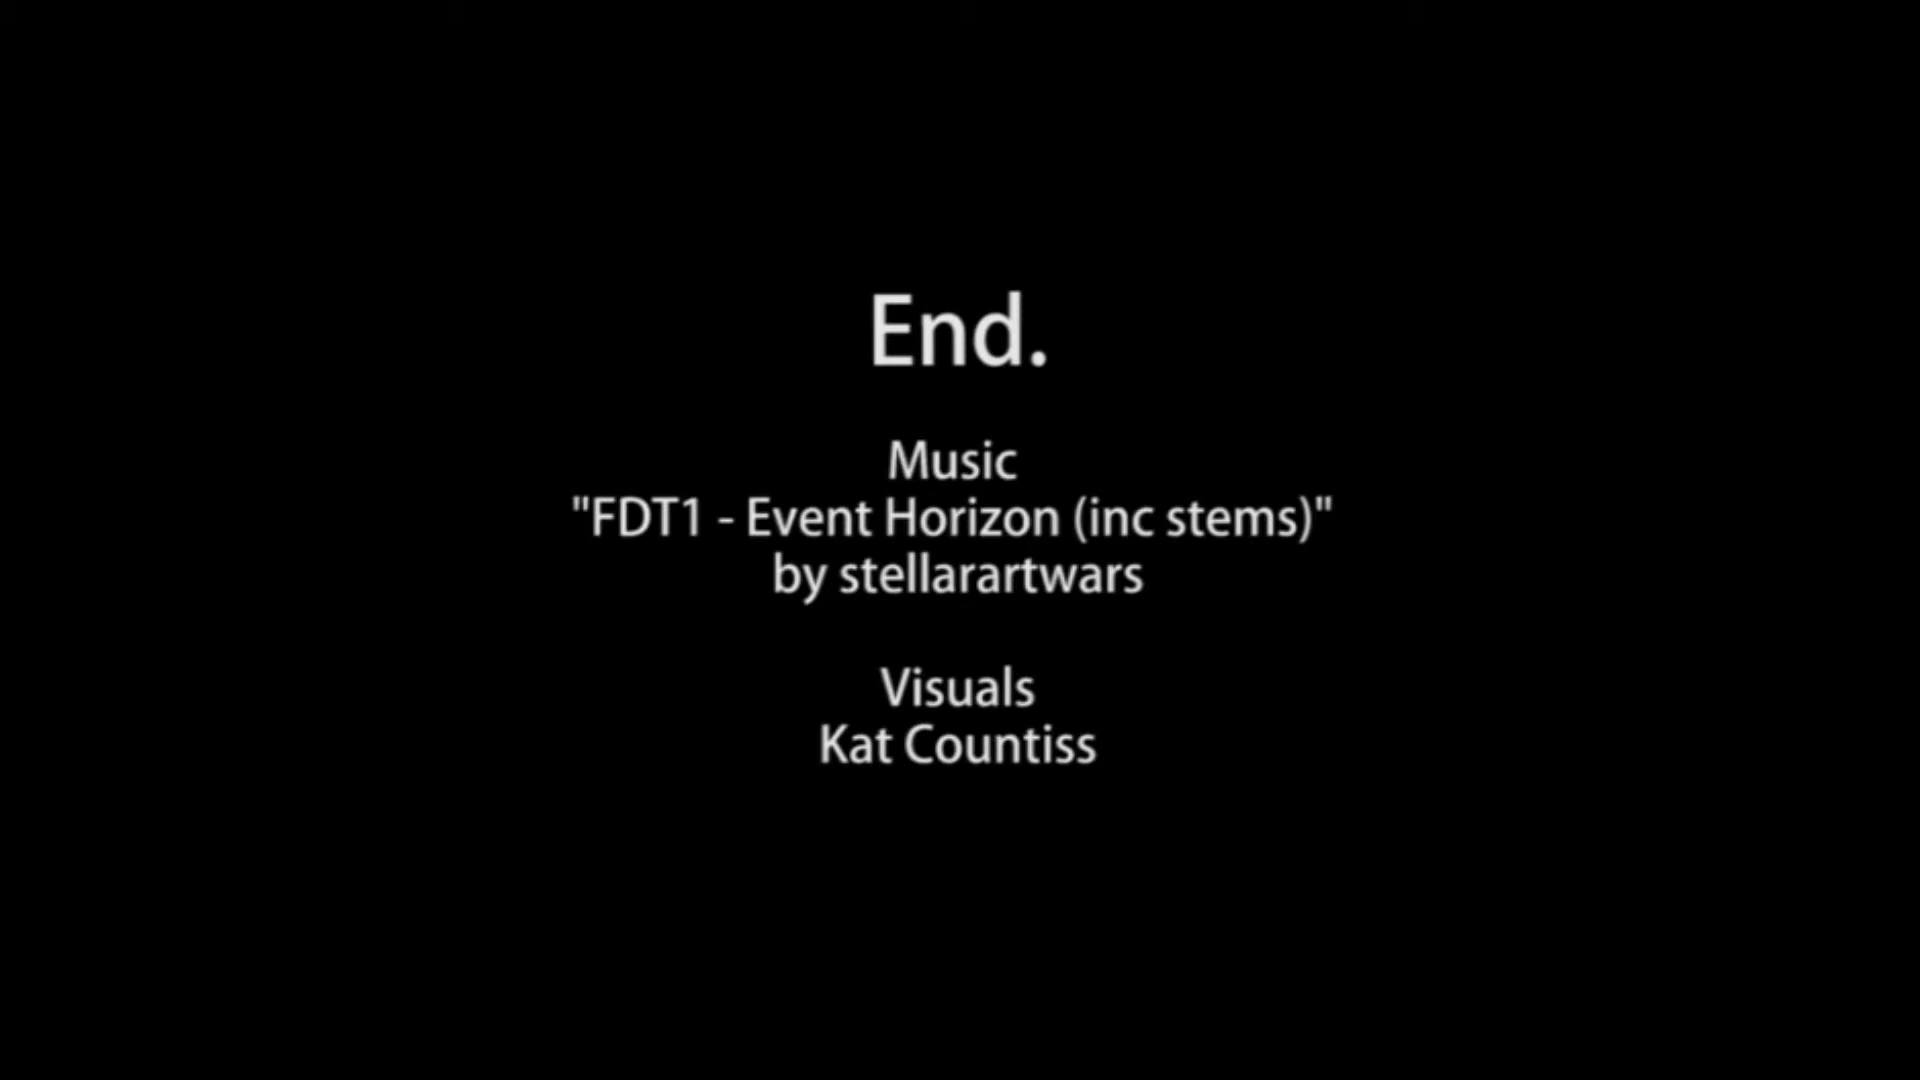 End.
Music
"FDT1 - Event Horizon (inc stems)"
by stellarartwars
Visuals
Kat Countiss